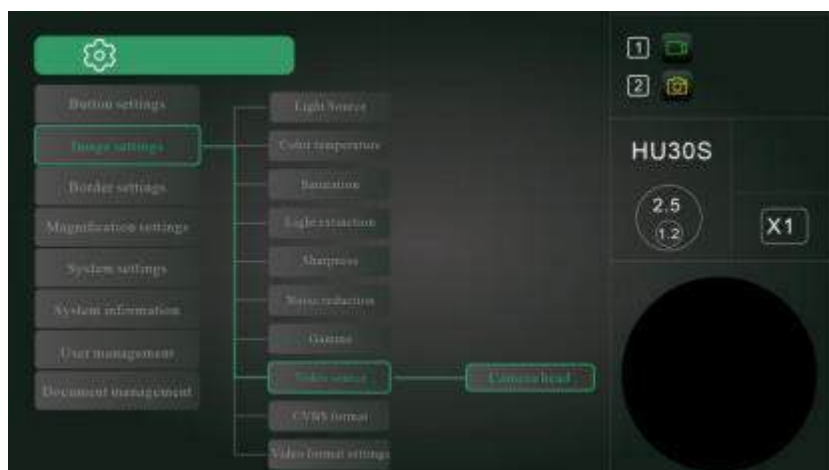 Button settings
Image settings
Border settings
Magnification settings
System settings
System information
User management
Document management
Light Source
Color temperature
Saturation
Light extinction
Sharpness
Noise reduction
Gamma
Video source
CVBS format
Video format settings
Camera head
1
2
HU30S
2.5
1.2
X1